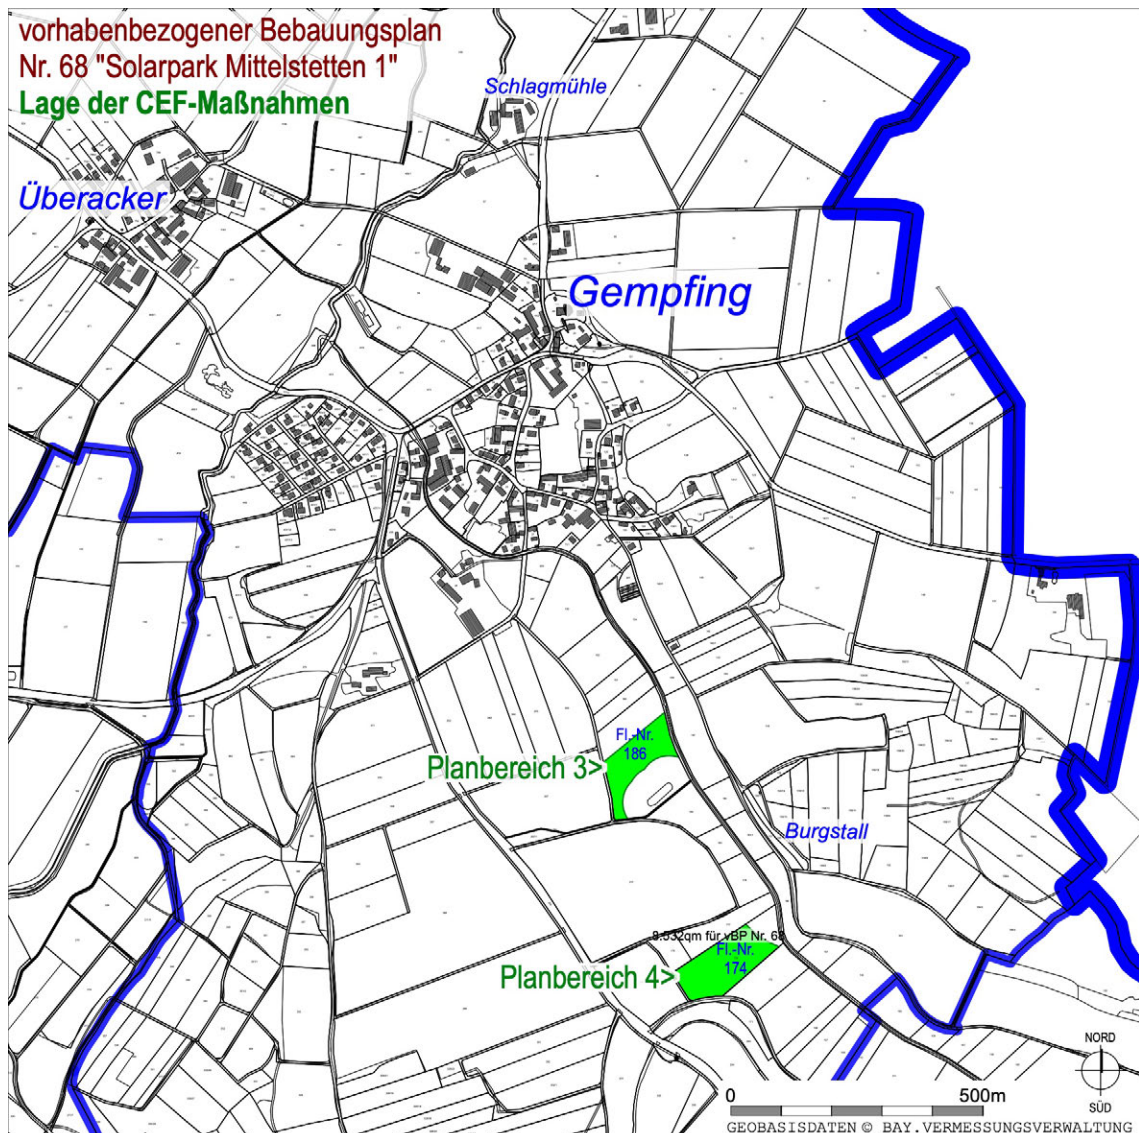 vorhabenbezogener Bebauungsplan
Nr. 68 "Solarpark Mittelstetten 1"
Lage der CEF-Maßnahmen
Schlagmühle
Überacker
Gempfing
Fl.-Nr.
186
Planbereich 3>
Burgstall
8.532qm für vBP Nr. 68
Fl.-Nr.
174
Planbereich 4>
NORD
SÜD
0 500m
GEOBASISDATEN © BAY.VERMESSUNGSVERWALTUNG